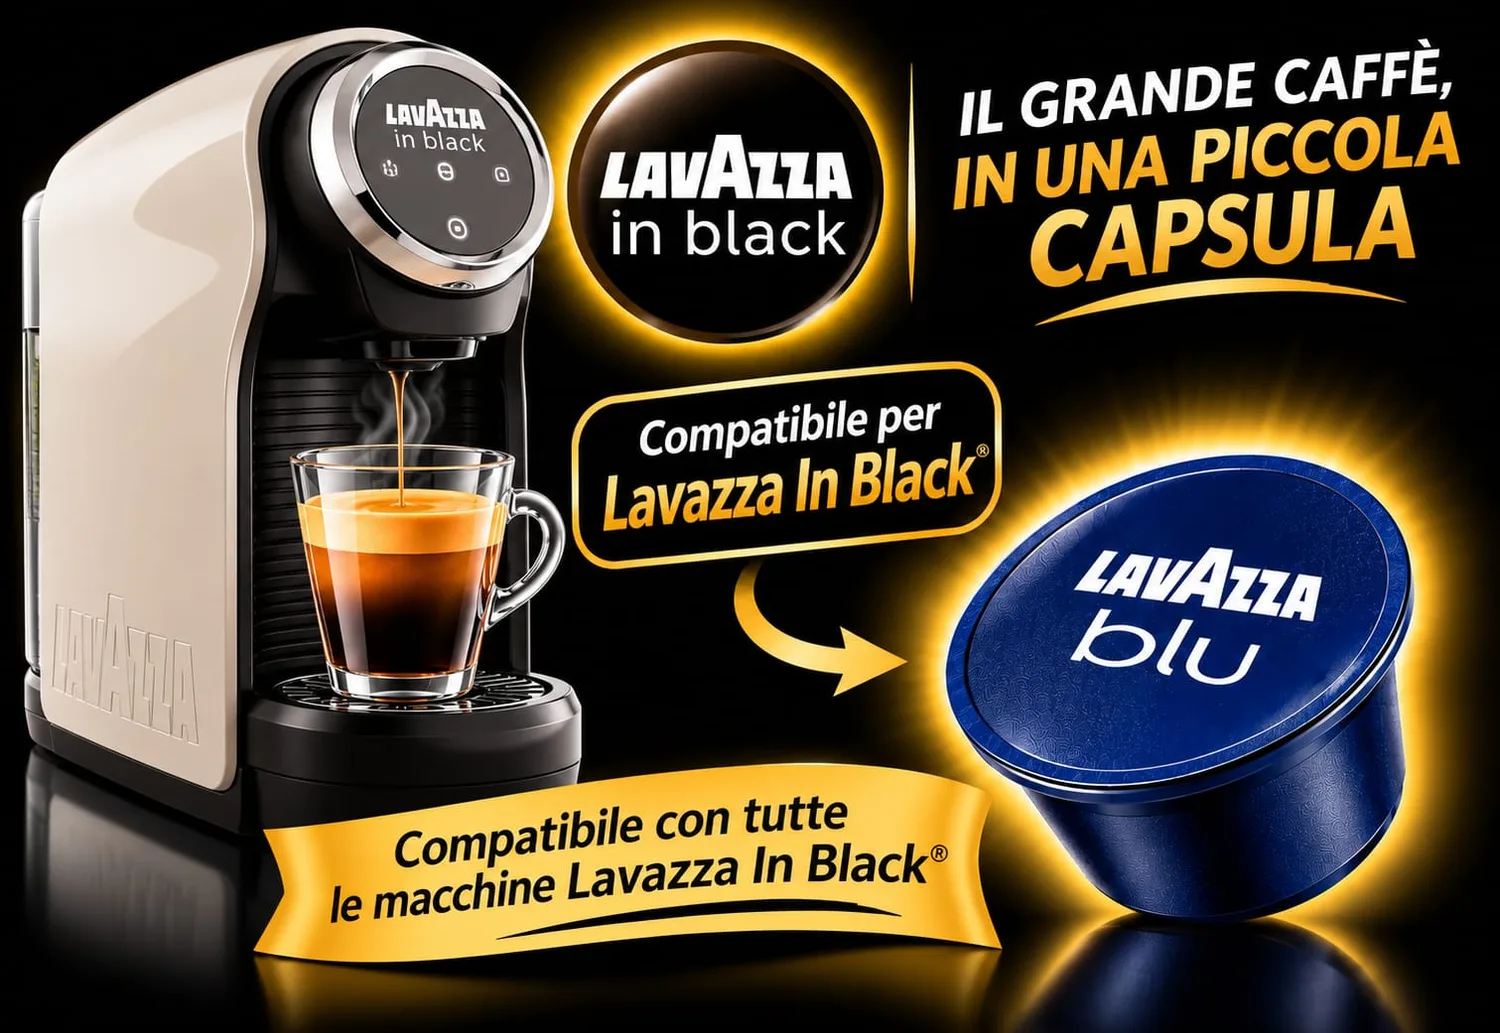 LAVAZZA
in black
LAVAZZA
in black
IL GRANDE CAFFÈ,
IN UNA PICCOLA
CAPSULA
Compatibile per
Lavazza In Black®
LAVAZZA
blu
LAVAZZA
Compatibile con tutte
le macchine Lavazza In Black®